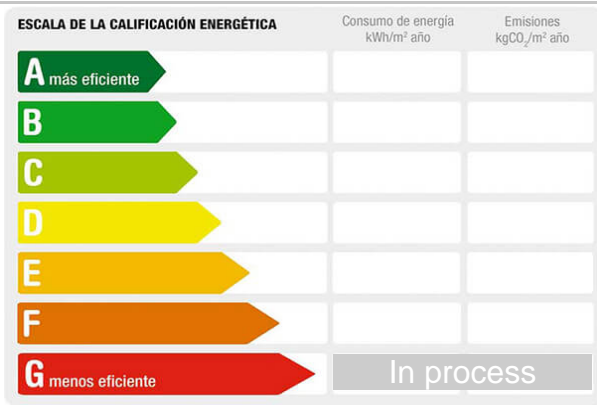 ESCALA DE LA CALIFICACIÓN ENERGÉTICA
Consumo de energía
kWh/m² año
Emisiones
kgCO₂/m² año
A más eficiente
B
C
D
E
F
G menos eficiente
In process